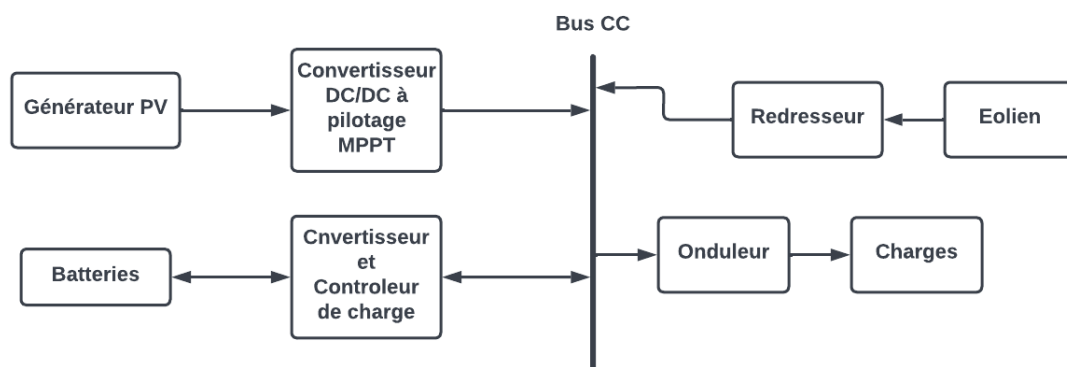 Bus CC
Générateur PV
Convertisseur
DC/DC à
pilotage
MPPT
Redresseur
Eolien
Batteries
Cnvertisseur
et
Controleur
de charge
Onduleur
Charges